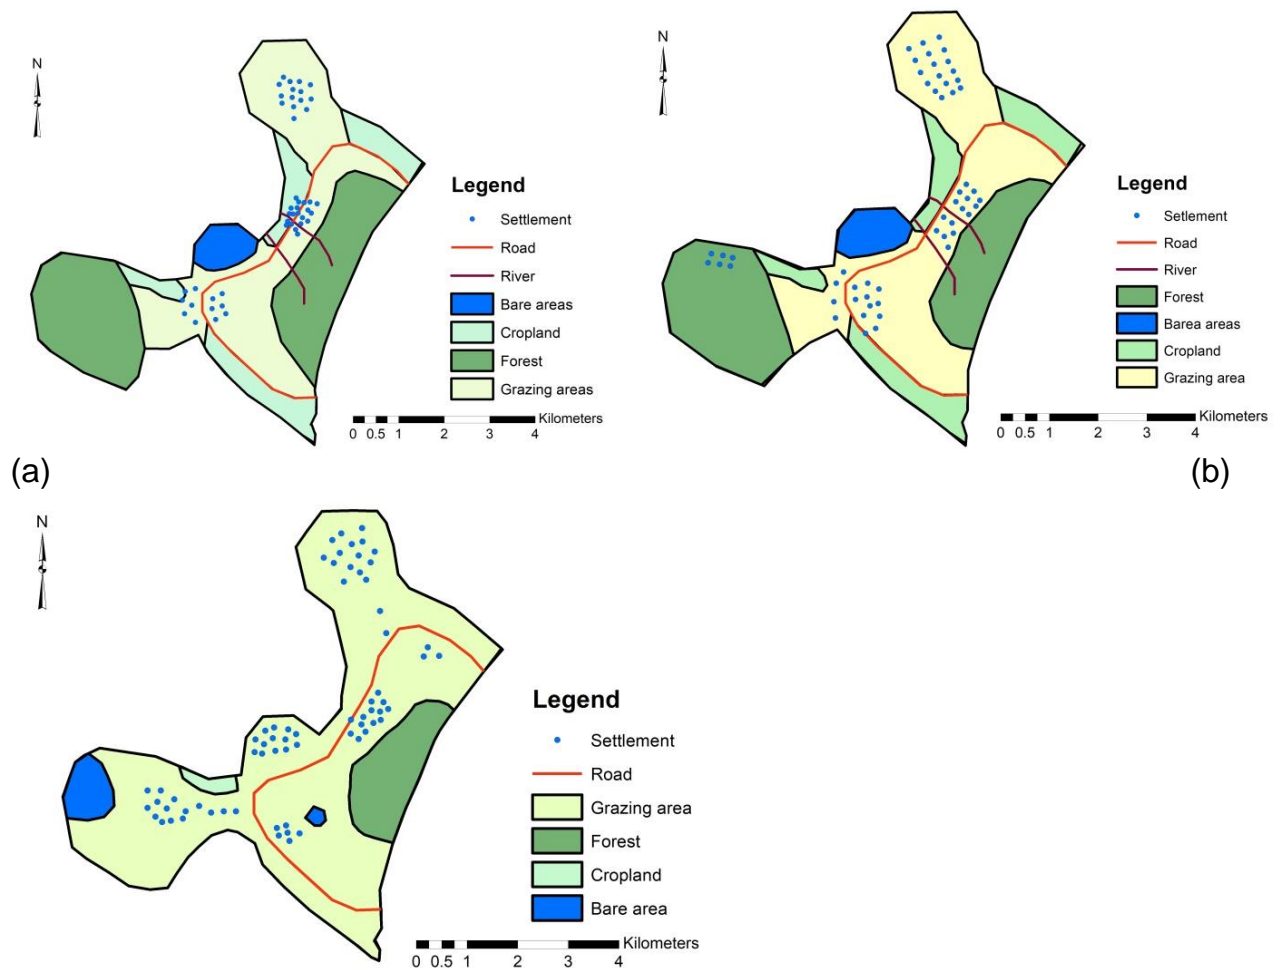 N
Legend
Settlement
Road
River
Bare areas
Cropland
Forest
Grazing areas
Kilometers
0 0.5 1 2 3 4
(a)
N
Legend
Setlement
Road
River
Forest
Barea areas
Cropland
Grazing area
Kilometers
0 0.5 1 2 3 4
(b)
N
Legend
Settlement
Road
Grazing area
Forest
Cropland
Bare area
Kilometers
0 0.5 1 2 3 4